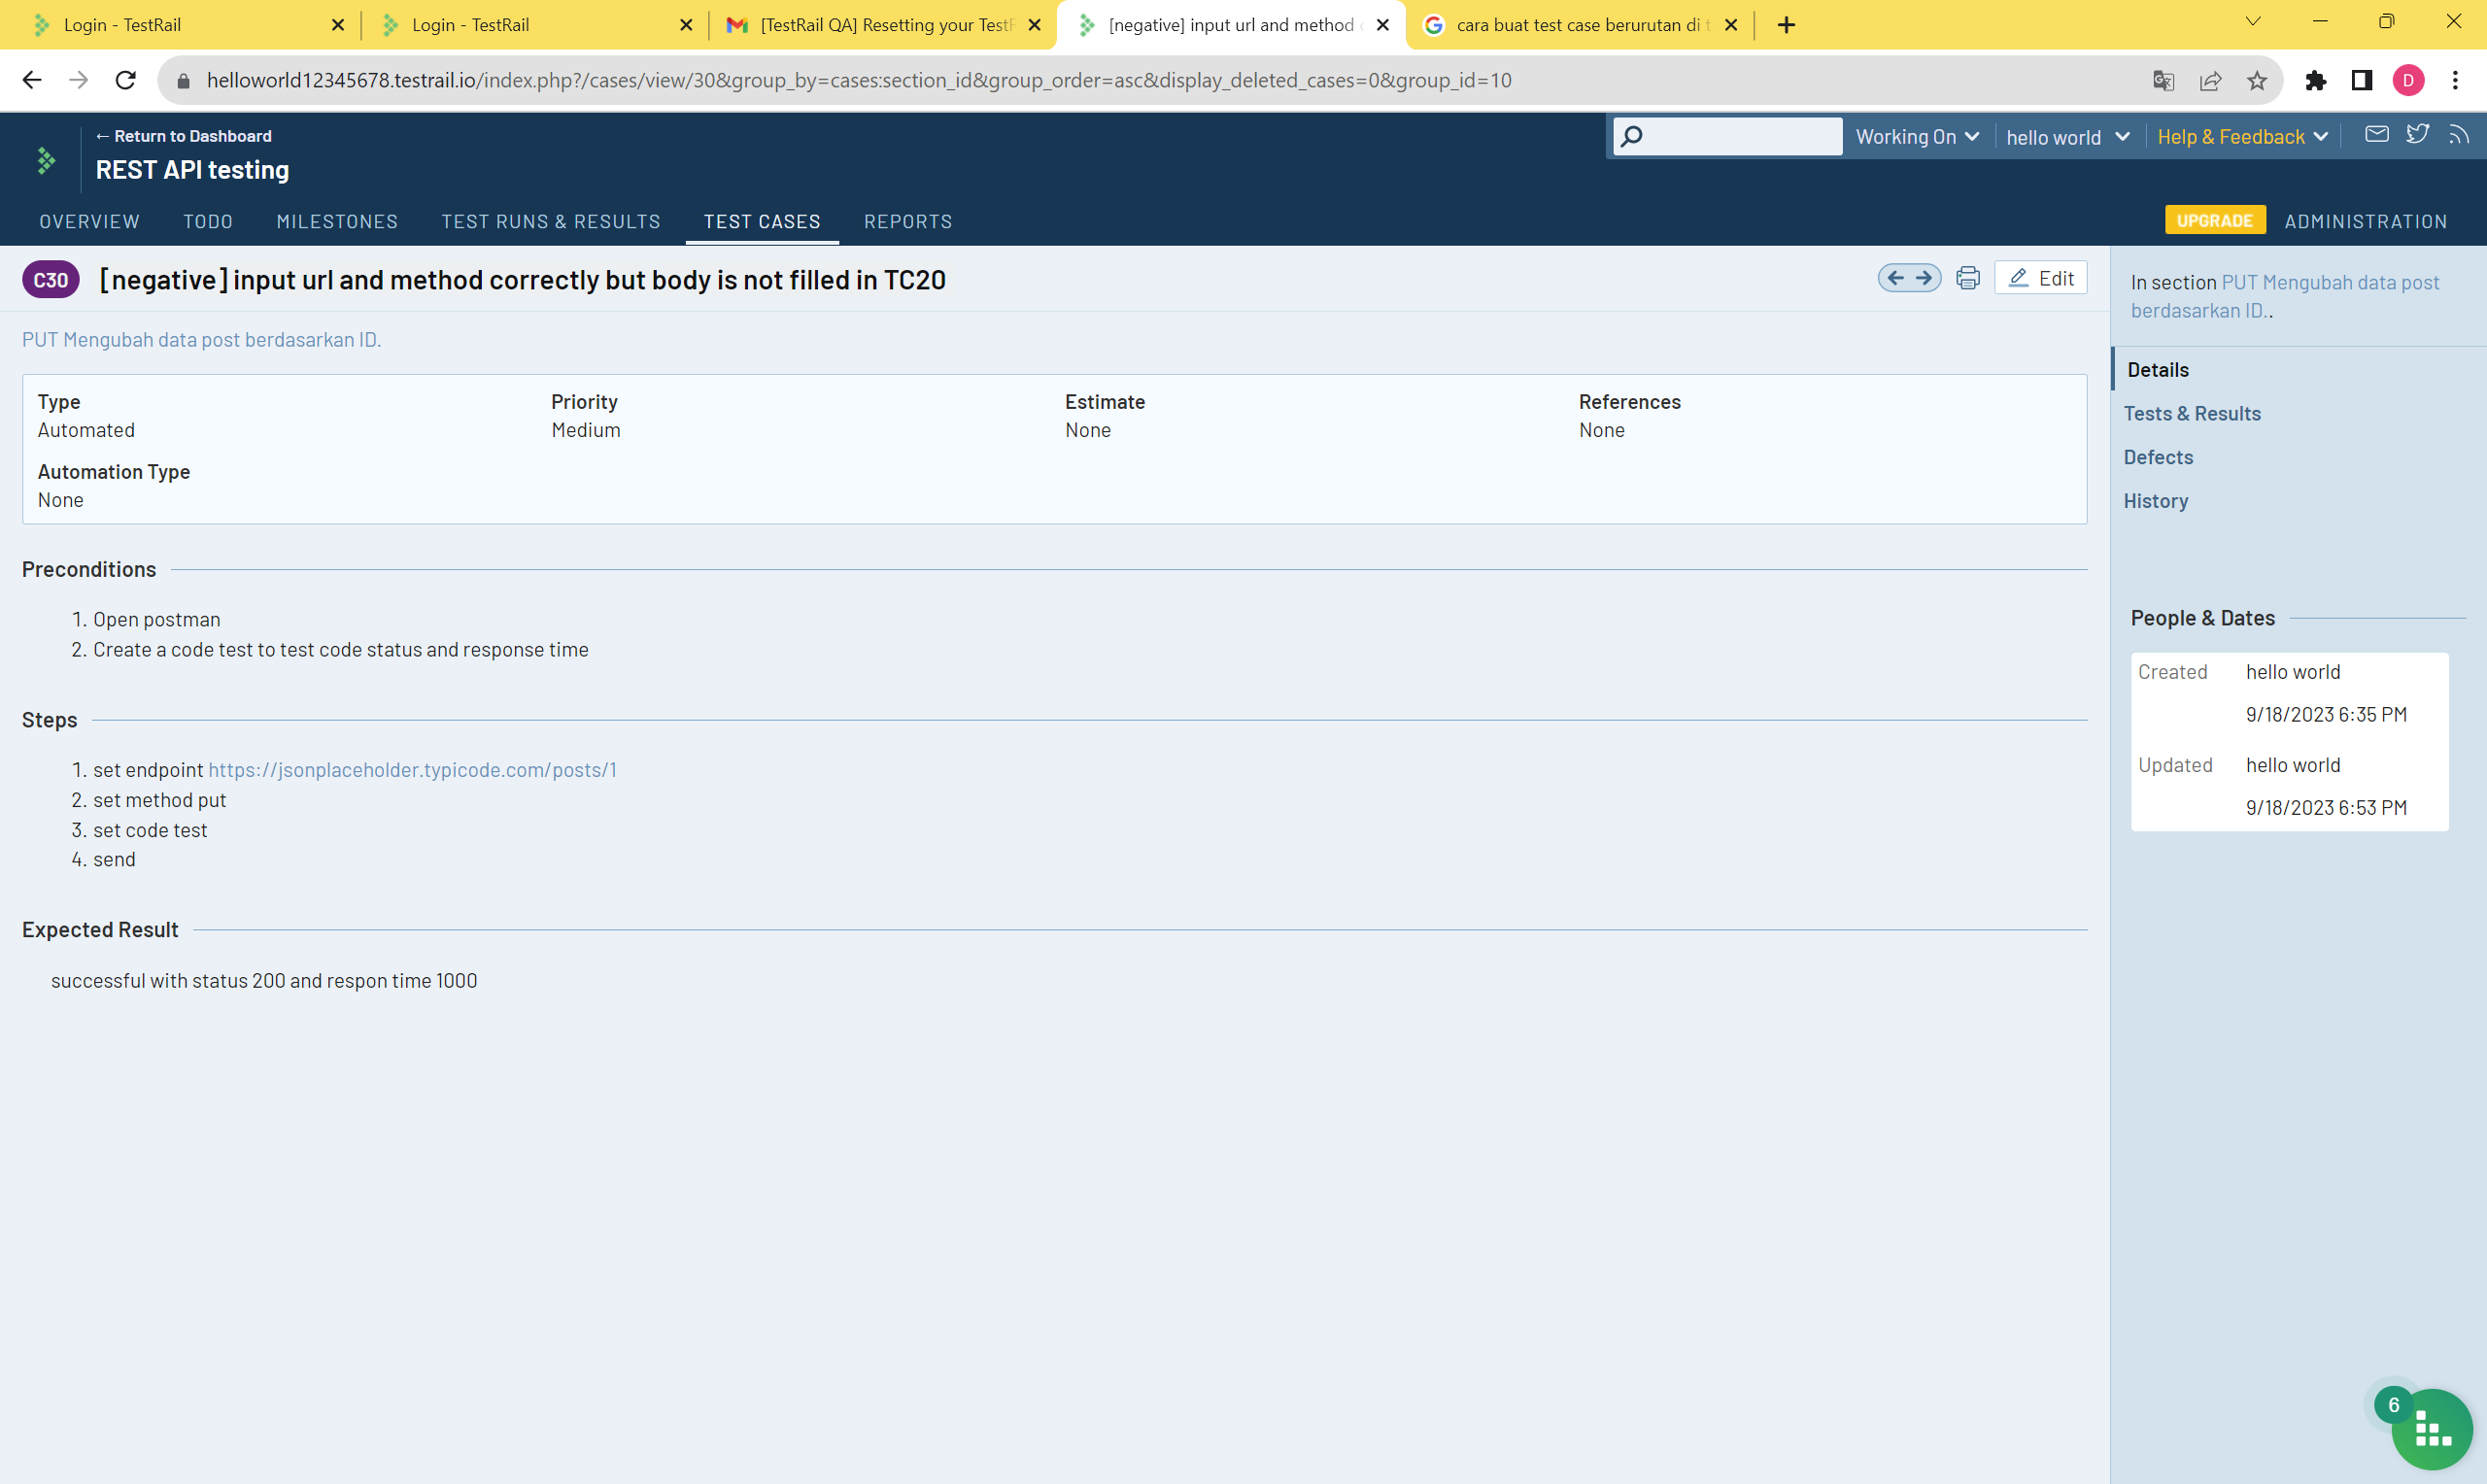 Login - TestRail
Login - TestRail
[TestRail QA] Resetting your Test
[negative] input url and method
cara buat test case berurutan di t
helloworld12345678.testrail.io/index.php?/cases/view/30&group_by=cases:section_id&group_order=asc&display_deleted_cases=0&group_id=10
D
← Return to Dashboard
REST API testing
Working On
hello world
Help & Feedback
OVERVIEW
TODO
MILESTONES
TEST RUNS & RESULTS
TEST CASES
REPORTS
UPGRADE
ADMINISTRATION
C30
[negative] input url and method correctly but body is not filled in TC20
Edit
PUT Mengubah data post berdasarkan ID.
Type
Automated
Priority
Medium
Estimate
None
References
None
Automation Type
None
Preconditions
1. Open postman
2. Create a code test to test code status and response time
Steps
1. set endpoint https://jsonplaceholder.typicode.com/posts/1
2. set method put
3. set code test
4. send
Expected Result
successful with status 200 and respon time 1000
In section PUT Mengubah data post
berdasarkan ID..
Details
Tests & Results
Defects
History
People & Dates
Created
hello world
9/18/2023 6:35 PM
Updated
hello world
9/18/2023 6:53 PM
6